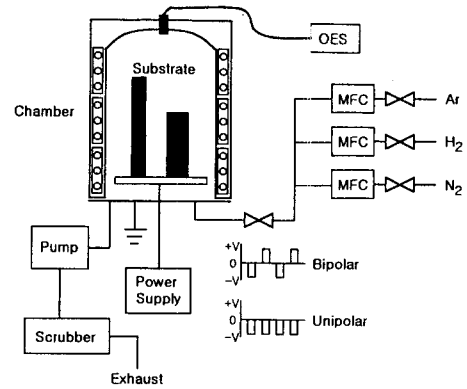 OES
Substrate
Chamber
MFC
Ar
MFC
H2
MFC
N2
Pump
Power
Supply
Scrubber
Exhaust
+V
0
-V
Bipolar
+V
0
-V
Unipolar